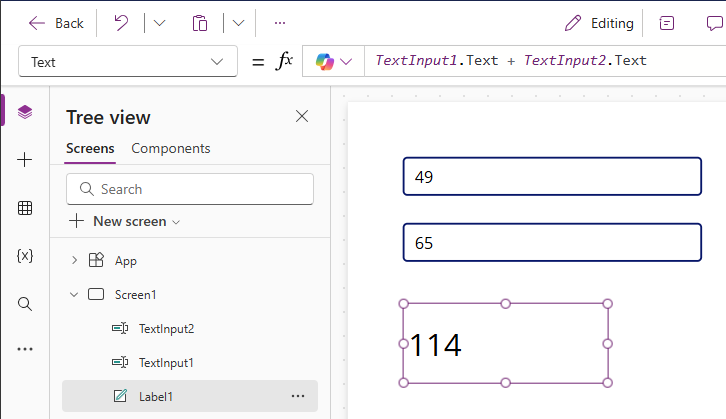 Back
Editing
Text
= fx
TextInput1.Text + TextInput2.Text
Tree view
Screens Components
Search
New screen
App
Screen1
TextInput2
TextInput1
Label1
{x}
49
65
114